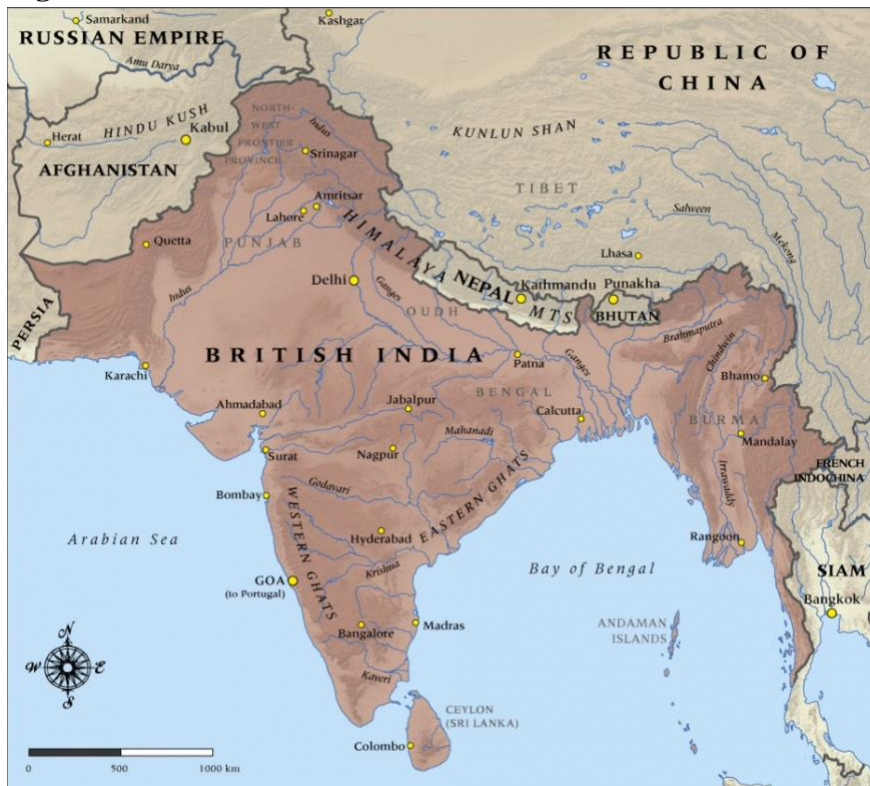 Samarkand
Kashgar
RUSSIAN EMPIRE
REPUBLIC OF
CHINA
Amu Darya
HINDU KUSH
Herat
Kabul
AFGHANISTAN
NORTH-
WEST
FRONTIER
PROVINCE
Indus
Srinagar
KUNLUN SHAN
TIBET
Amritsar
Lahore
PUNJAB
Quetta
HIMALAYA
MTS
Salween
Mekong
Lhasa
Delhi
Indus
Ganges
NEPAL
Kathmandu
Punakha
BHUTAN
PERSIA
OUDH
BRITISH INDIA
Patna
Ganges
Brahmaputra
Chindwin
Karachi
Bhamo
BENGAL
Ahmadabad
Jabalpur
Calcutta
BURMA
Mandalay
Mahanadi
Surat
Nagpur
FRENCH
INDOCHINA
Bombay
Godavari
WESTERN GHATS
EASTERN GHATS
Irrawaddy
Arabian Sea
Hyderabad
Rangoon
Krishna
Bay of Bengal
SIAM
GOA
(to Portugal)
Bangkok
Bangalore
Madras
ANDAMAN
ISLANDS
N
W
E
S
Kaveri
CEYLON
(SRI LANKA)
Colombo
0
500
1000 km